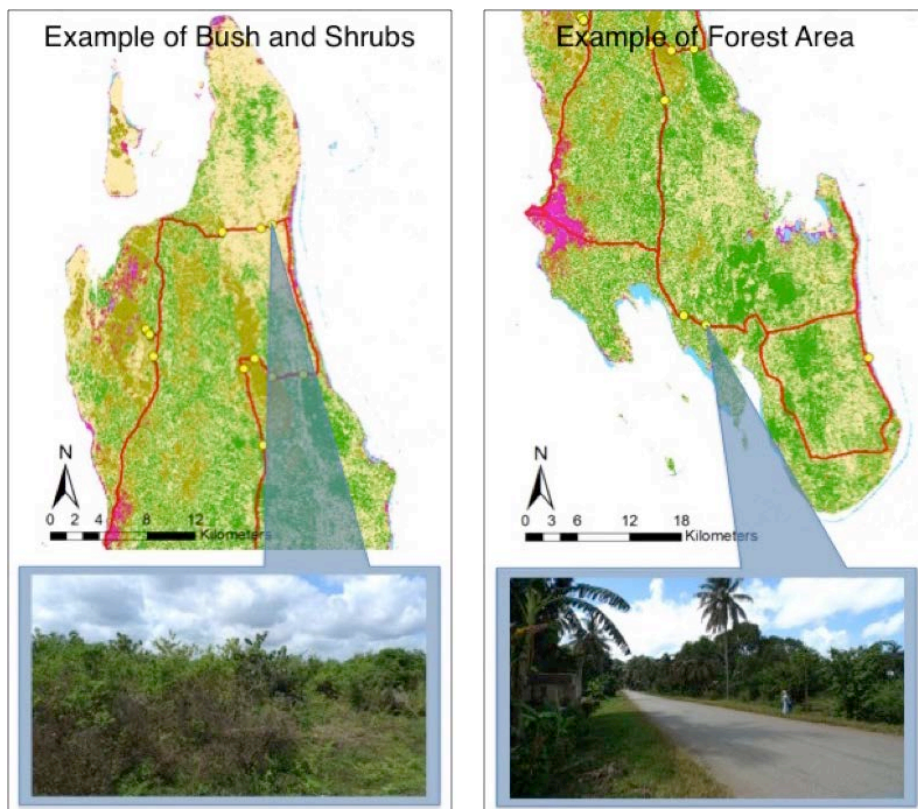 Example of Bush and Shrubs
N
0 2 4 8 12
Kilometers
Example of Forest Area
N
0 3 6 12 18
Kilometers